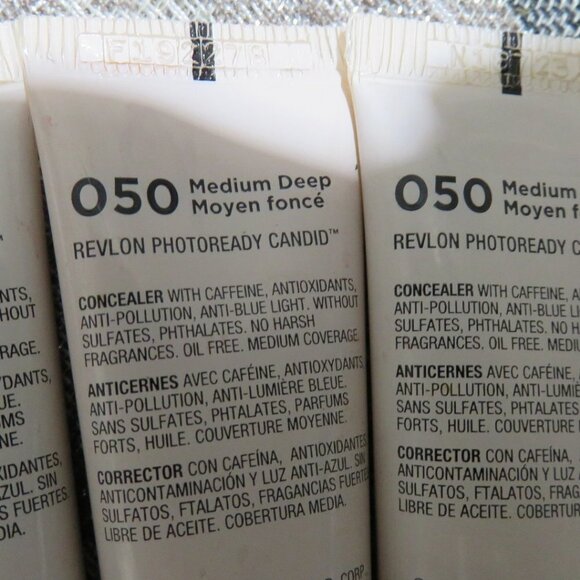 050 Medium Deep
Moyen foncé
REVLON PHOTOREADY CANDID™
CONCEALER WITH CAFFEINE, ANTIOXIDANTS,
ANTI-POLLUTION, ANTI-BLUE LIGHT. WITHOUT
SULFATES, PHTHALATES. NO HARSH
FRAGRANCES. OIL FREE. MEDIUM COVERAGE.
ANTICERNES AVEC CAFÉINE, ANTIOXYDANTS,
ANTI-POLLUTION, ANTI-LUMIÈRE BLEUE.
SANS SULFATES, PHTALATES, PARFUMS
FORTS, HUILE. COUVERTURE MOYENNE.
CORRECTOR CON CAFEÍNA, ANTIOXIDANTES,
ANTICONTAMINACIÓN Y LUZ ANTI-AZUL. SIN
SULFATOS, FTALATOS, FRAGANCIAS FUERTES
LIBRE DE ACEITE. COBERTURA MEDIA.
050 Medium
Moyen f
REVLON PHOTOREADY C
CONCEALER WITH CAFFEINE, A
ANTI-POLLUTION, ANTI-BLUE LI
SULFATES, PHTHALATES. NO HA
FRAGRANCES. OIL FREE. MEDIU
ANTICERNES AVEC CAFÉINE, A
ANTI-POLLUTION, ANTI-LUMIÈR
SANS SULFATES, PHTALATES
FORTS, HUILE. COUVERTURE
CORRECTOR CON CAFEÍNA,
ANTICONTAMINACIÓN Y LUZ
SULFATOS, FTALATOS, FRAG
LIBRE DE ACEITE. COBERTU